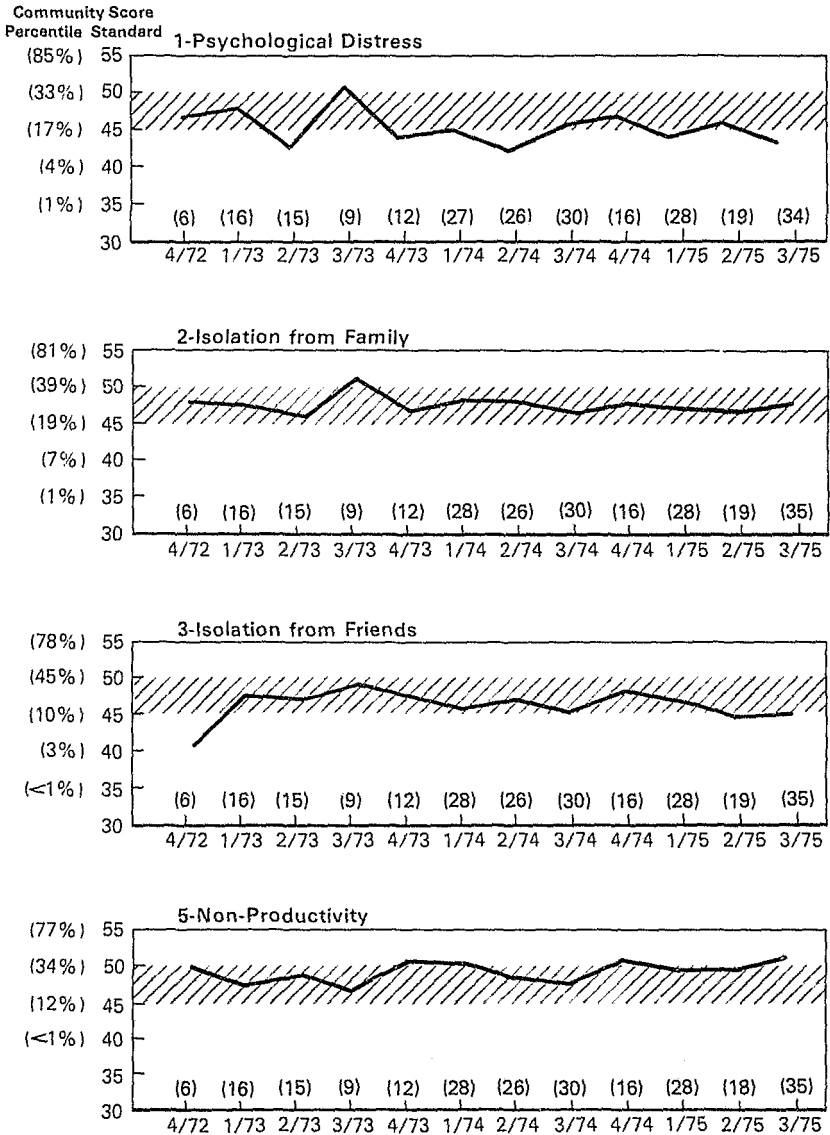 Community Score
Percentile Standard
1-Psychological Distress
(85%) 55
(33%) 50
(17%) 45
(4%) 40
(1%) 35
(6) (16) (15) (9) (12) (27) (26) (30) (16) (28) (19) (34)
30
4/72 1/73 2/73 3/73 4/73 1/74 2/74 3/74 4/74 1/75 2/75 3/75
2-Isolation from Family
(81%) 55
(39%) 50
(19%) 45
(7%) 40
(1%) 35
(6) (16) (15) (9) (12) (28) (26) (30) (16) (28) (19) (35)
30
4/72 1/73 2/73 3/73 4/73 1/74 2/74 3/74 4/74 1/75 2/75 3/75
3-Isolation from Friends
(78%) 55
(45%) 50
(10%) 45
(3%) 40
(<1%) 35
(6) (16) (15) (9) (12) (28) (26) (30) (16) (28) (19) (35)
30
4/72 1/73 2/73 3/73 4/73 1/74 2/74 3/74 4/74 1/75 2/75 3/75
5-Non-Productivity
(77%) 55
(34%) 50
(12%) 45
(<1%) 40
35
(6) (16) (15) (9) (12) (28) (26) (30) (16) (28) (18) (35)
30
4/72 1/73 2/73 3/73 4/73 1/74 2/74 3/74 4/74 1/75 2/75 3/75